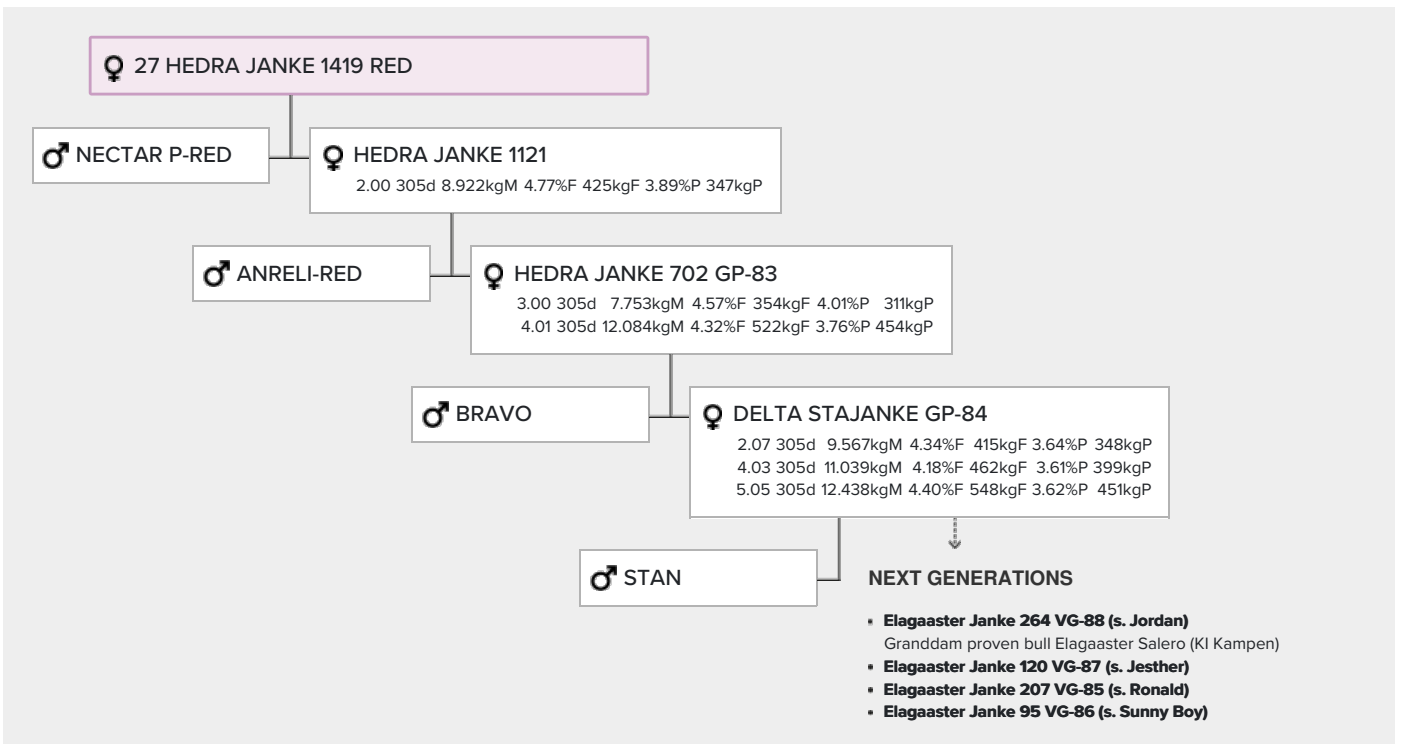 27 HEDRA JANKE 1419 RED
NECTAR P-RED
HEDRA JANKE 1121
2.00 305d 8.922kgM 4.77%F 425kgF 3.89%P 347kgP
ANRELI-RED
HEDRA JANKE 702 GP-83
3.00 305d 7.753kgM 4.57%F 354kgF 4.01%P 311kgP
4.01 305d 12.084kgM 4.32%F 522kgF 3.76%P 454kgP
BRAVO
DELTA STAJANKE GP-84
2.07 305d 9.567kgM 4.34%F 415kgF 3.64%P 348kgP
4.03 305d 11.039kgM 4.18%F 462kgF 3.61%P 399kgP
5.05 305d 12.438kgM 4.40%F 548kgF 3.62%P 451kgP
STAN
NEXT GENERATIONS
• Elagaaster Janke 264 VG-88 (s. Jordan)
Granddam proven bull Elagaaster Salero (KI Kampen)
• Elagaaster Janke 120 VG-87 (s. Jesther)
• Elagaaster Janke 207 VG-85 (s. Ronald)
• Elagaaster Janke 95 VG-86 (s. Sunny Boy)